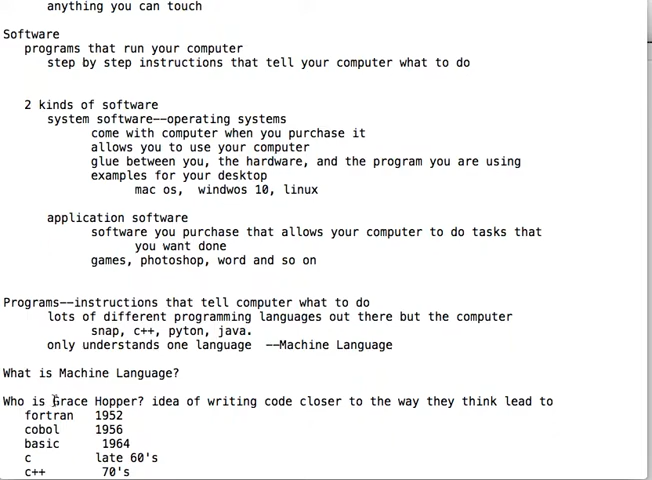 anything you can touch
Software
programs that run your computer
step by step instructions that tell your computer what to do
2 kinds of software
system software--operating systems
come with computer when you purchase it
allows you to use your computer
glue between you, the hardware, and the program you are using
examples for your desktop
mac os, windwos 10, linux
application software
software you purchase that allows your computer to do tasks that
you want done
games, photoshop, word and so on
Programs--instructions that tell computer what to do
lots of different programming languages out there but the computer
snap, c++, pyton, java.
only understands one language --Machine Language
What is Machine Language?
Who is Grace Hopper? idea of writing code closer to the way they think lead to
fortran 1952
cobol 1956
basic 1964
c late 60's
c++ 70's